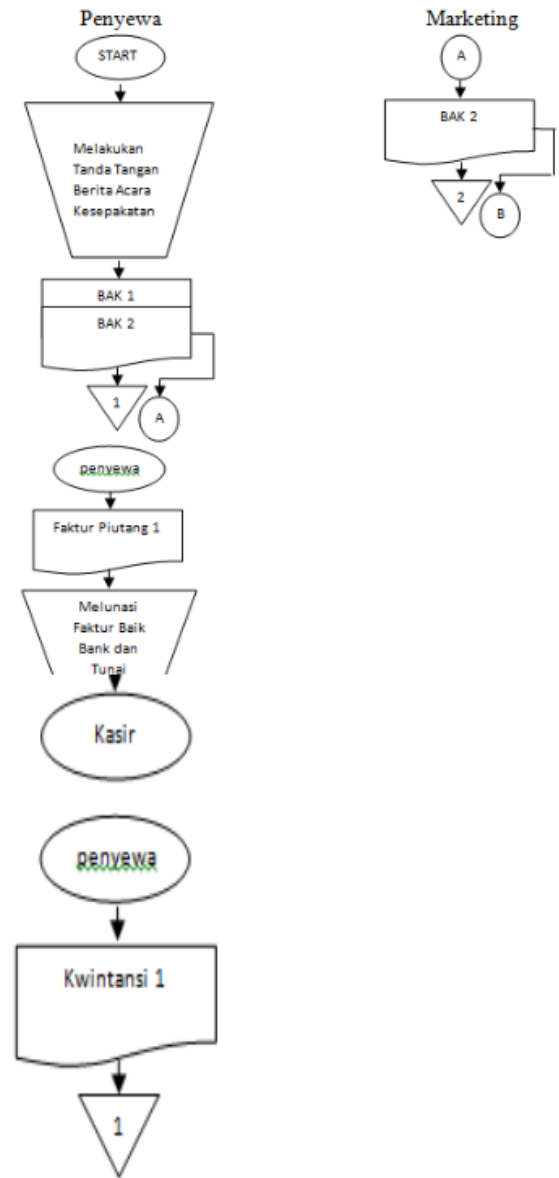 Penyewa
START
Melakukan
Tanda Tangan
Berita Acara
Kesepakatan
BAK 1
BAK 2
1
A
penyewa
Faktur Piutang 1
Melunasi
Faktur Baik
Bank dan
Tunai
Kasir
penyewa
Kwintansi 1
1
Marketing
A
BAK 2
2
B